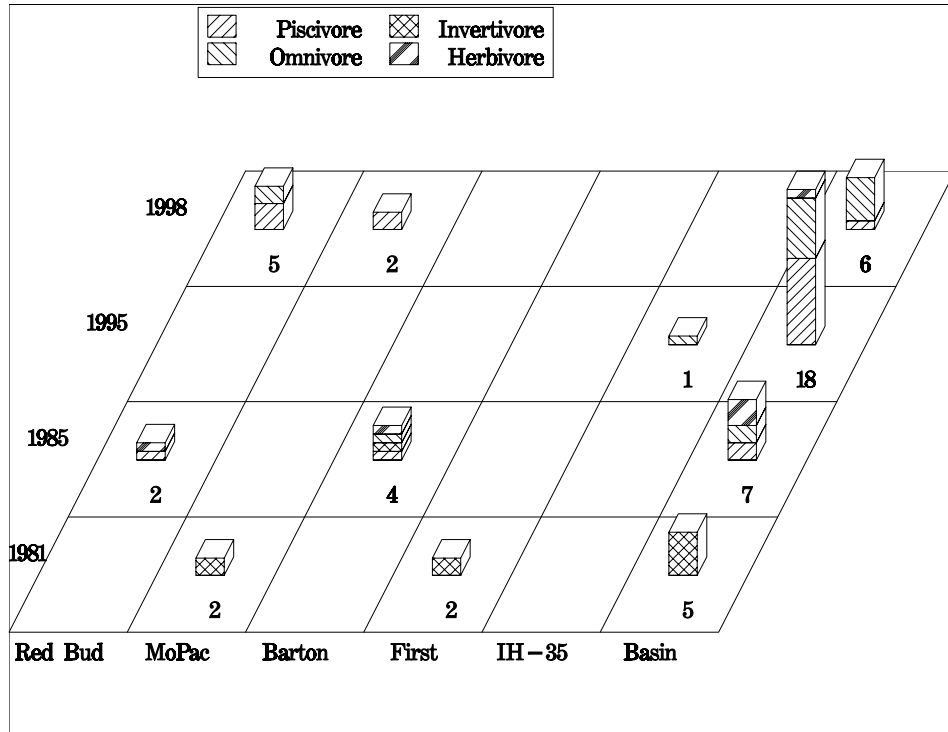 Piscivore Invertivore
Omnivore Herbivore
1998
5 2 6
1995
1 18
1985
2 4 7
1981
2 2 5
Red Bud MoPac Barton First IH-35 Basin